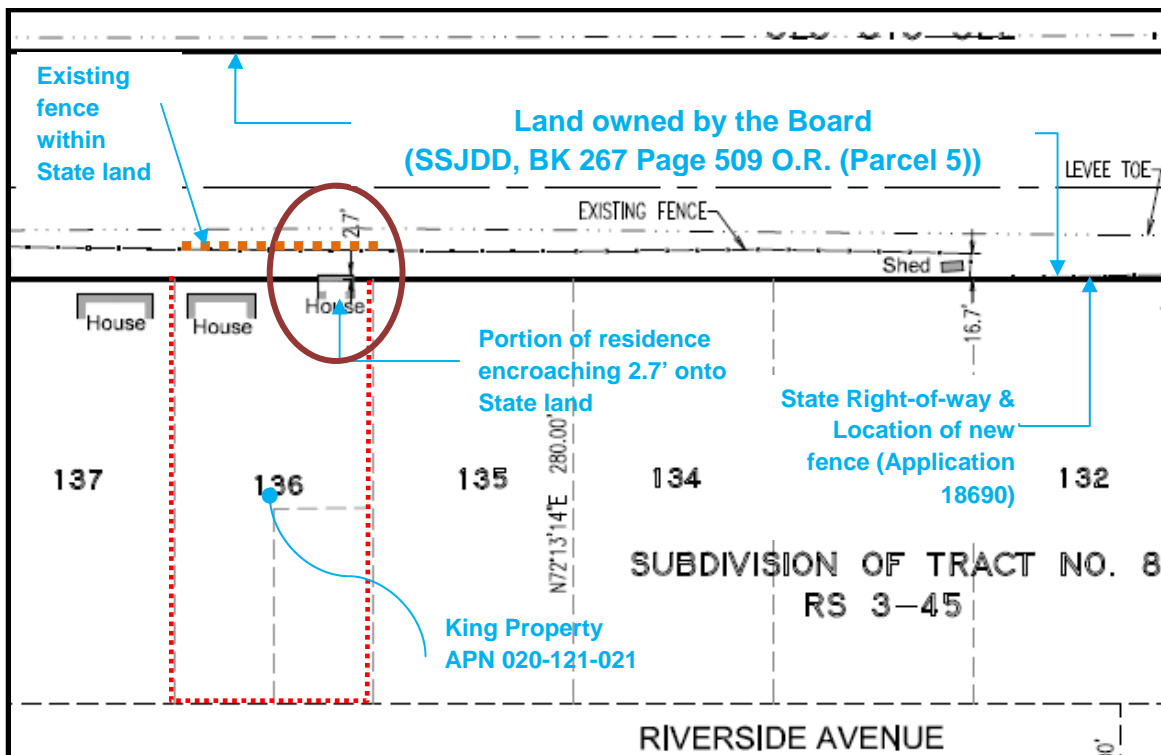 Existing
fence
within
State land
Land owned by the Board
(SSJDD, BK 267 Page 509 O.R. (Parcel 5))
LEVEE TOE
EXISTING FENCE
2.7'
Shed
House
House
House
16.7'
Portion of residence
encroaching 2.7’ onto
State land
State Right-of-way &
Location of new
fence (Application
18690)
137
136
135
134
132
N72°13'14"E 280.00'
SUBDIVISION OF TRACT NO. 8
RS 3-45
King Property
APN 020-121-021
RIVERSIDE AVENUE